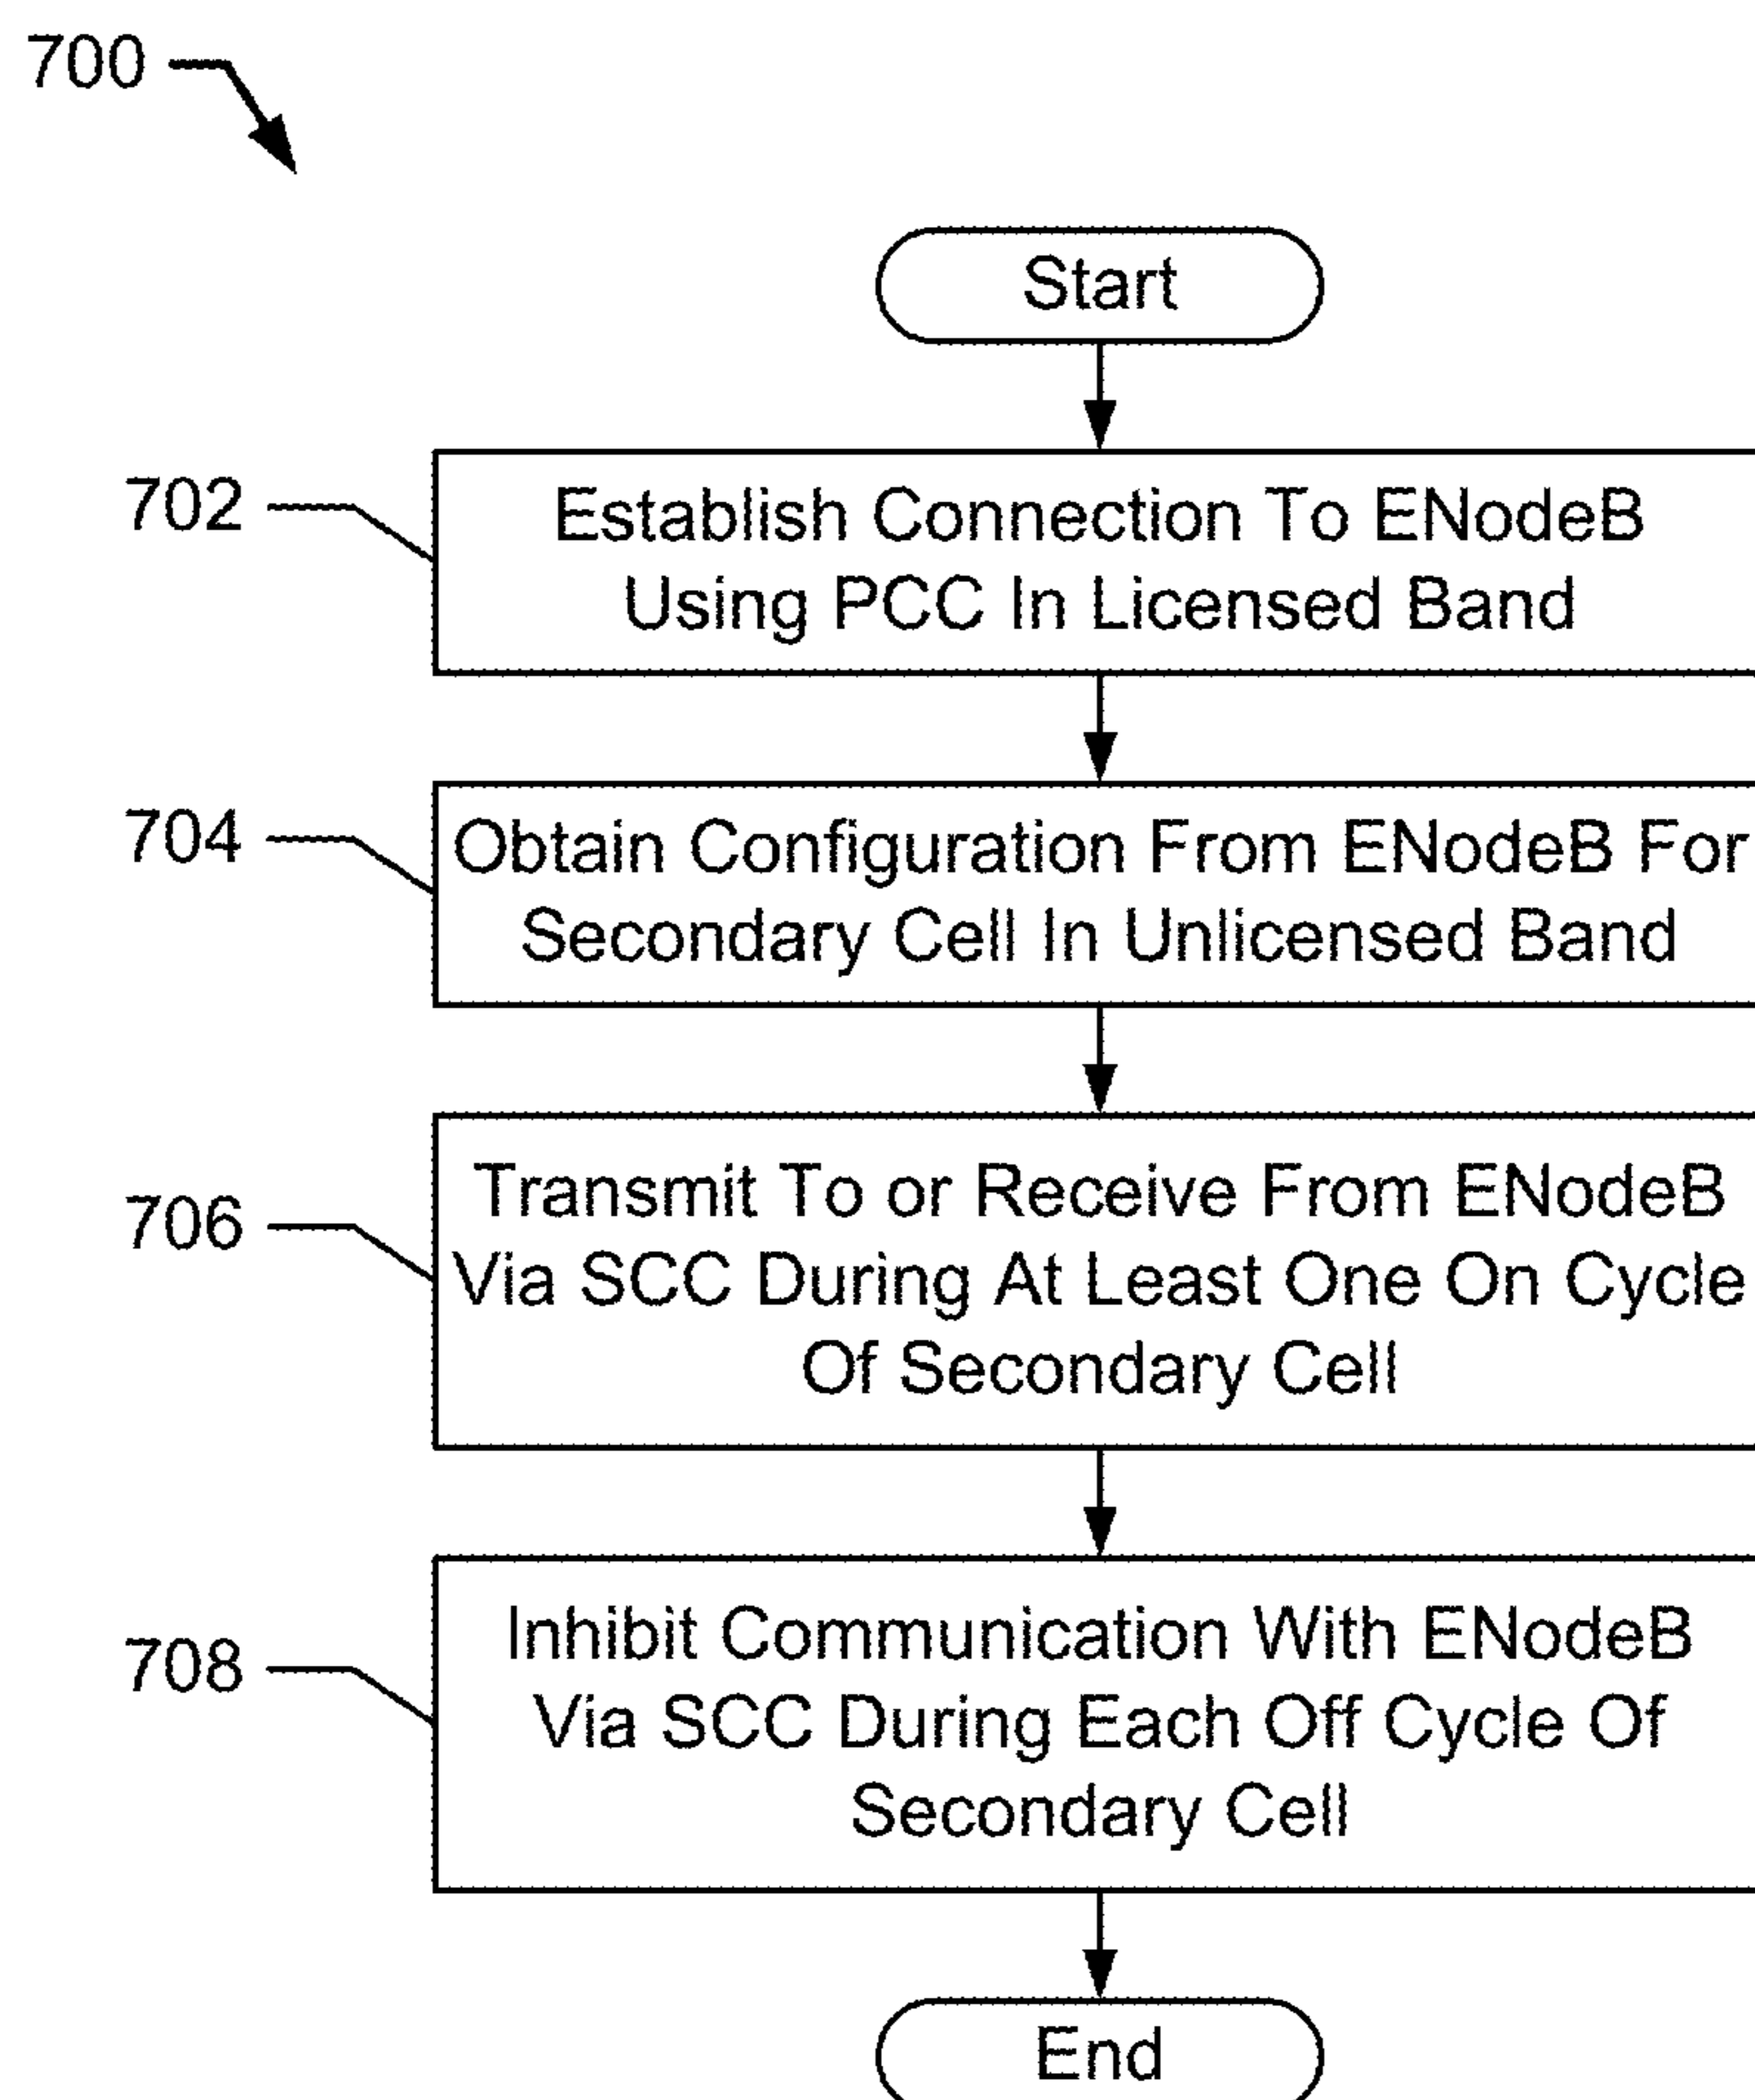 700
Start
702
Establish Connection To ENodeB
Using PCC In Licensed Band
704
Obtain Configuration From ENodeB For
Secondary Cell In Unlicensed Band
706
Transmit To or Receive From ENodeB
Via SCC During At Least One On Cycle
Of Secondary Cell
708
Inhibit Communication With ENodeB
Via SCC During Each Off Cycle Of
Secondary Cell
End